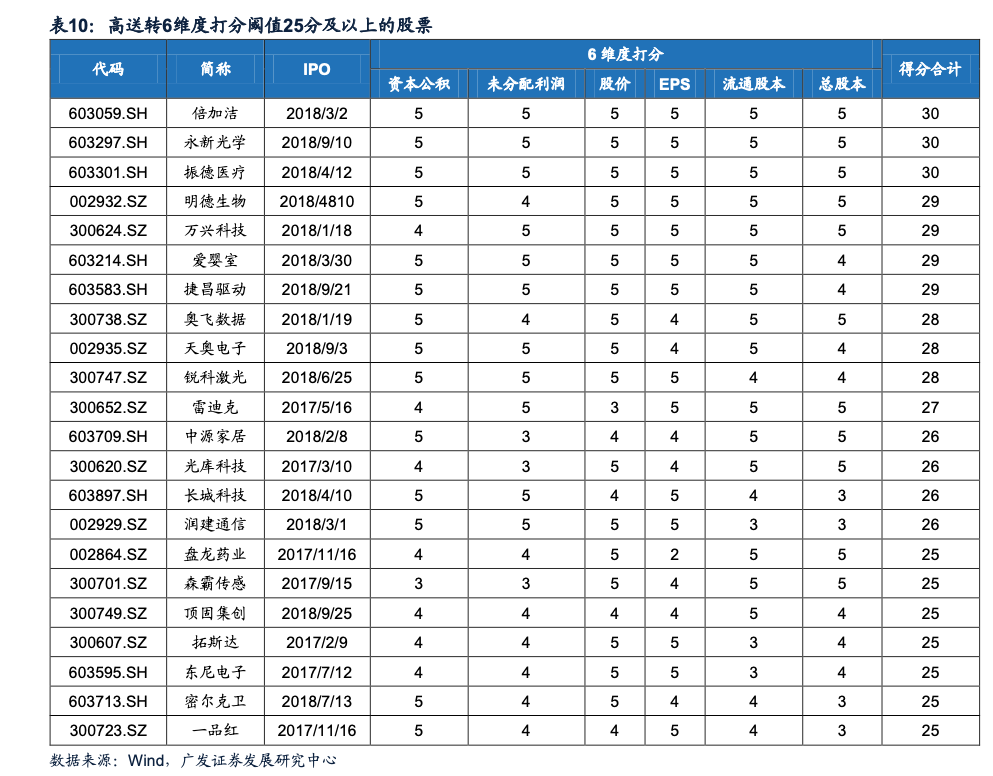 表10：高送转6维度打分阈值25分及以上的股票
代码 简称 IPO 6 维度打分 得分合计
资本公积 未分配利润 股价 EPS 流通股本 总股本
603059.SH 倍加洁 2018/3/2 5 5 5 5 5 5 30
603297.SH 永新光学 2018/9/10 5 5 5 5 5 5 30
603301.SH 振德医疗 2018/4/12 5 5 5 5 5 5 30
002932.SZ 明德生物 2018/4810 5 4 5 5 5 5 29
300624.SZ 万兴科技 2018/1/18 4 5 5 5 5 5 29
603214.SH 爱婴室 2018/3/30 5 5 5 5 5 4 29
603583.SH 捷昌驱动 2018/9/21 5 5 5 5 5 4 29
300738.SZ 奥飞数据 2018/1/19 5 4 5 4 5 5 28
002935.SZ 天奥电子 2018/9/3 5 5 5 4 5 4 28
300747.SZ 锐科激光 2018/6/25 5 5 5 5 4 4 28
300652.SZ 雷迪克 2017/5/16 4 5 3 5 5 5 27
603709.SH 中源家居 2018/2/8 5 3 4 4 5 5 26
300620.SZ 光库科技 2017/3/10 4 3 5 4 5 5 26
603897.SH 长城科技 2018/4/10 5 5 4 5 4 3 26
002929.SZ 润建通信 2018/3/1 5 5 5 5 3 3 26
002864.SZ 盘龙药业 2017/11/16 4 4 5 2 5 5 25
300701.SZ 森霸传感 2017/9/15 3 3 5 4 5 5 25
300749.SZ 顶固集创 2018/9/25 4 4 4 4 5 4 25
300607.SZ 拓斯达 2017/2/9 4 4 5 5 3 4 25
603595.SH 东尼电子 2017/7/12 4 4 5 5 3 4 25
603713.SH 密尔克卫 2018/7/13 5 4 5 4 4 3 25
300723.SZ 一品红 2017/11/16 5 4 4 5 4 3 25
数据来源：Wind，广发证券发展研究中心